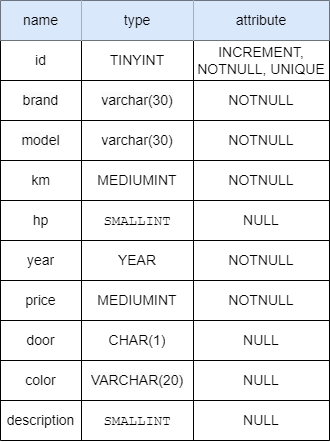 name type attribute
id TINYINT INCREMENT,
NOTNULL, UNIQUE
brand varchar(30) NOTNULL
model varchar(30) NOTNULL
km MEDIUMINT NOTNULL
hp SMALLINT NULL
year YEAR NOTNULL
price MEDIUMINT NOTNULL
door CHAR(1) NULL
color VARCHAR(20) NULL
description SMALLINT NULL